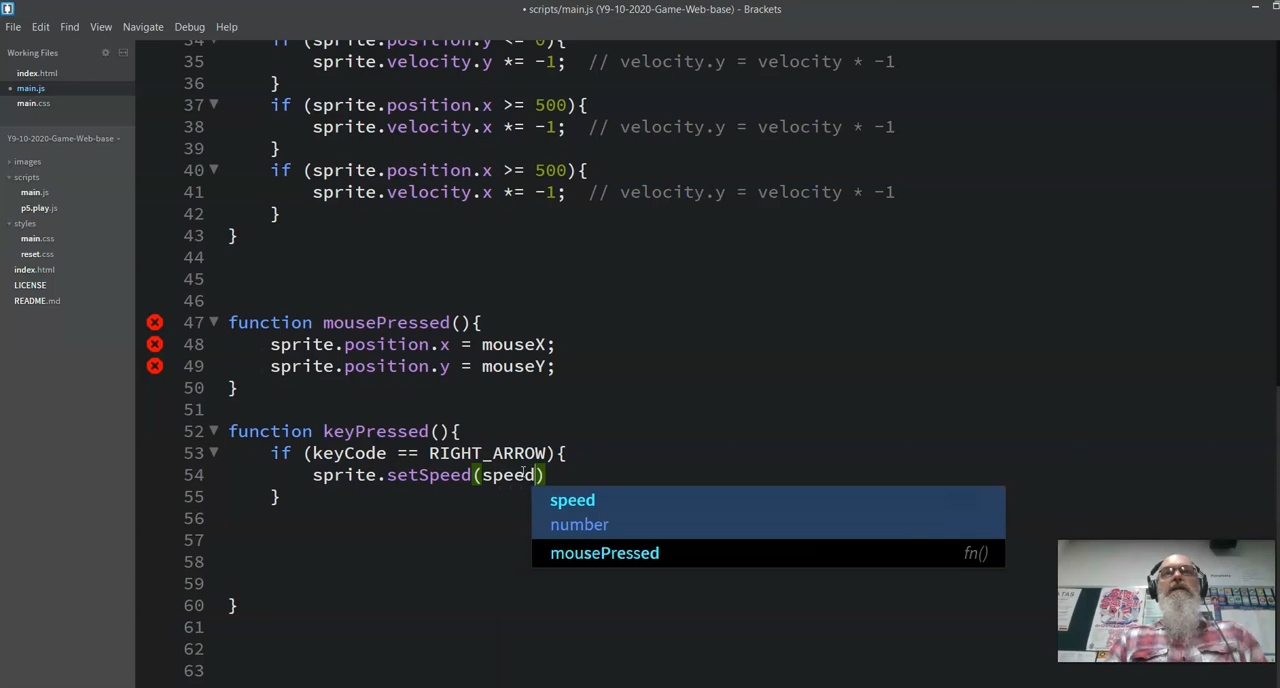 • scripts/main.js (Y9-10-2020-Game-Web-base) - Brackets
File Edit Find View Navigate Debug Help
Working Files
index.html
• main.js
main.css
Y9-10-2020-Game-Web-base
images
scripts
main.js
p5.play.js
styles
main.css
reset.css
index.html
LICENSE
README.md
34 if (sprite.position.y <= 0){
35 sprite.velocity.y *= -1; // velocity.y = velocity * -1
36 }
37 if (sprite.position.x >= 500){
38 sprite.velocity.x *= -1; // velocity.y = velocity * -1
39 }
40 if (sprite.position.x >= 500){
41 sprite.velocity.x *= -1; // velocity.y = velocity * -1
42 }
43 }
44
45
46
47 function mousePressed(){
48 sprite.position.x = mouseX;
49 sprite.position.y = mouseY;
50 }
51
52 function keyPressed(){
53 if (keyCode == RIGHT_ARROW){
54 sprite.setSpeed(speed)
55 }
speed
number
mousePressed fn()
56
57
58
59
60 }
61
62
63